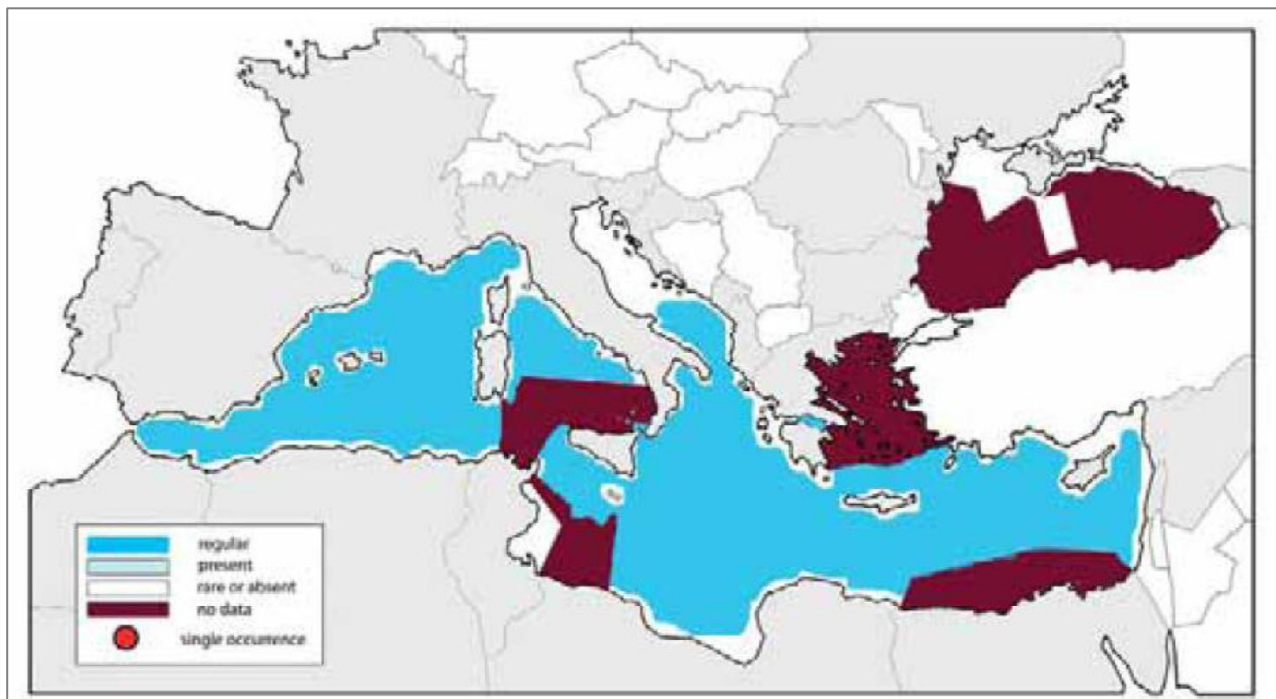 regular
present
rare or absent
no data
single occurrence